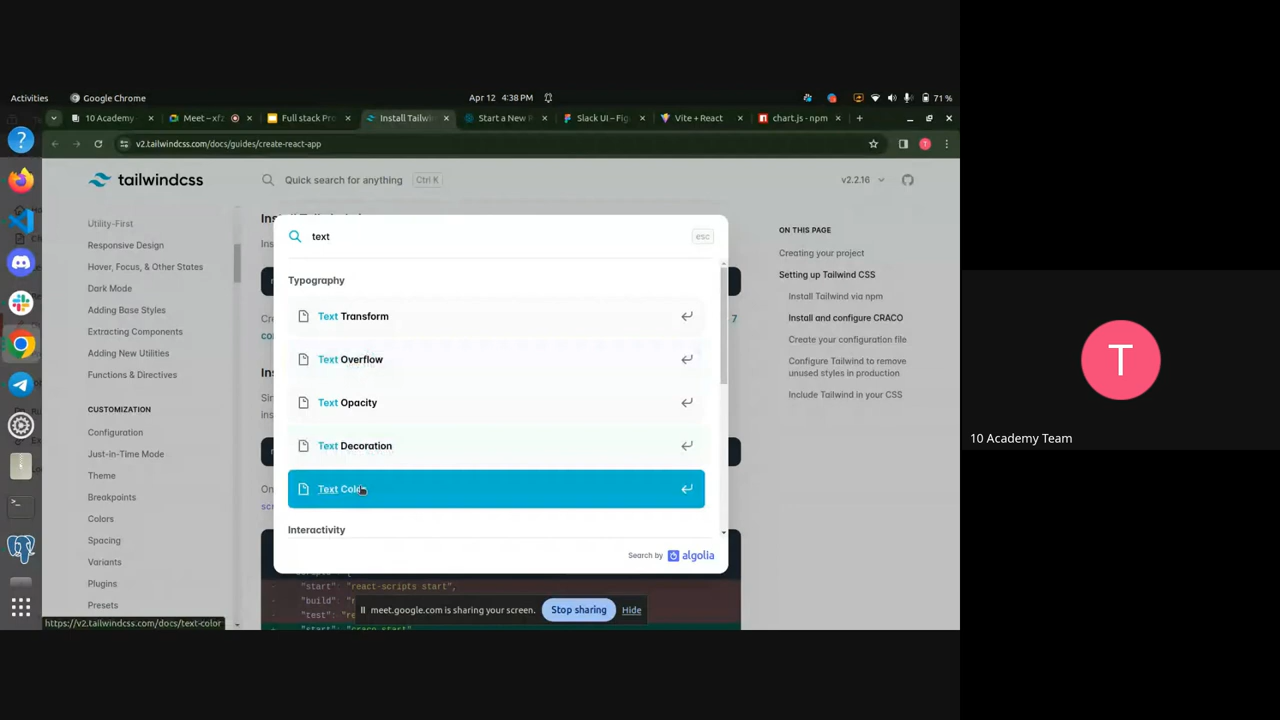 Activities
Google Chrome
Apr 12 4:38 PM
71 %
10 Academy
Meet – xf
Full stack Pro
Install Tailwin
Start a New
Slack UI – Fig
Vite + React
chart.js - npm
v2.tailwindcss.com/docs/guides/create-react-app
tailwindcss
Quick search for anything
Ctrl K
v2.2.16
Utility-First
Responsive Design
Hover, Focus, & Other States
Dark Mode
Adding Base Styles
Extracting Components
Adding New Utilities
Functions & Directives
CUSTOMIZATION
Configuration
Just-in-Time Mode
Theme
Breakpoints
Colors
Spacing
Variants
Plugins
Presets
https://v2.tailwindcss.com/docs/text-color
text
esc
Typography
Text Transform
Text Overflow
Text Opacity
Text Decoration
Text Color
Interactivity
Search by algolia
"start": "react-scripts start",
"build"
"test": "re
"start": "craco start"
meet.google.com is sharing your screen.
Stop sharing
Hide
ON THIS PAGE
Creating your project
Setting up Tailwind CSS
Install Tailwind via npm
Install and configure CRACO
Create your configuration file
Configure Tailwind to remove
unused styles in production
Include Tailwind in your CSS
T
10 Academy Team